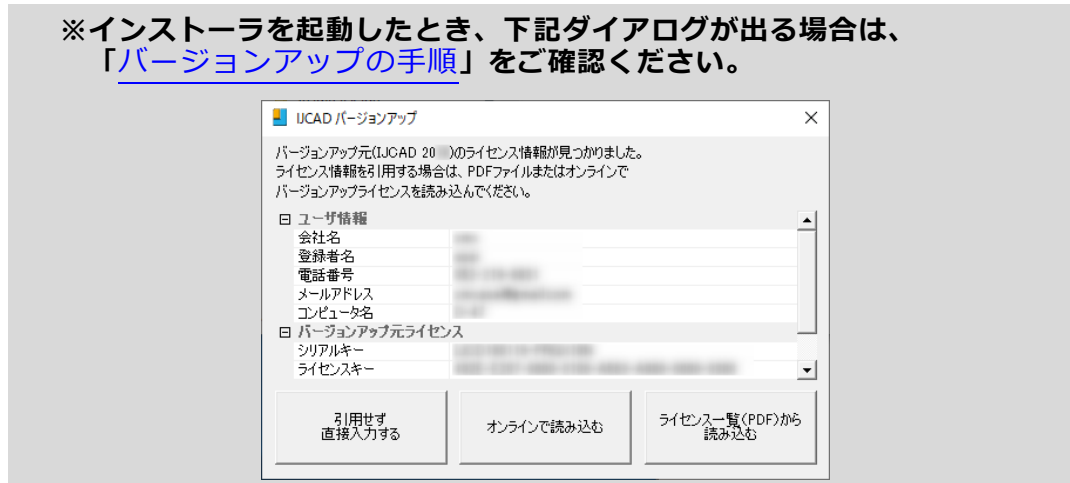 ※インストーラを起動したとき、下記ダイアログが出る場合は、
「バージョンアップの手順」をご確認ください。
IJCAD バージョンアップ
バージョンアップ元(IJCAD 20 )のライセンス情報が見つかりました。
ライセンス情報を引用する場合は、PDFファイルまたはオンラインで
バージョンアップライセンスを読み込んでください。
ユーザ情報
会社名
登録者名
電話番号
メールアドレス
コンピュータ名
バージョンアップ元ライセンス
シリアルキー
ライセンスキー
引用せず
直接入力する
オンラインで読み込む
ライセンス一覧(PDF)から
読み込む